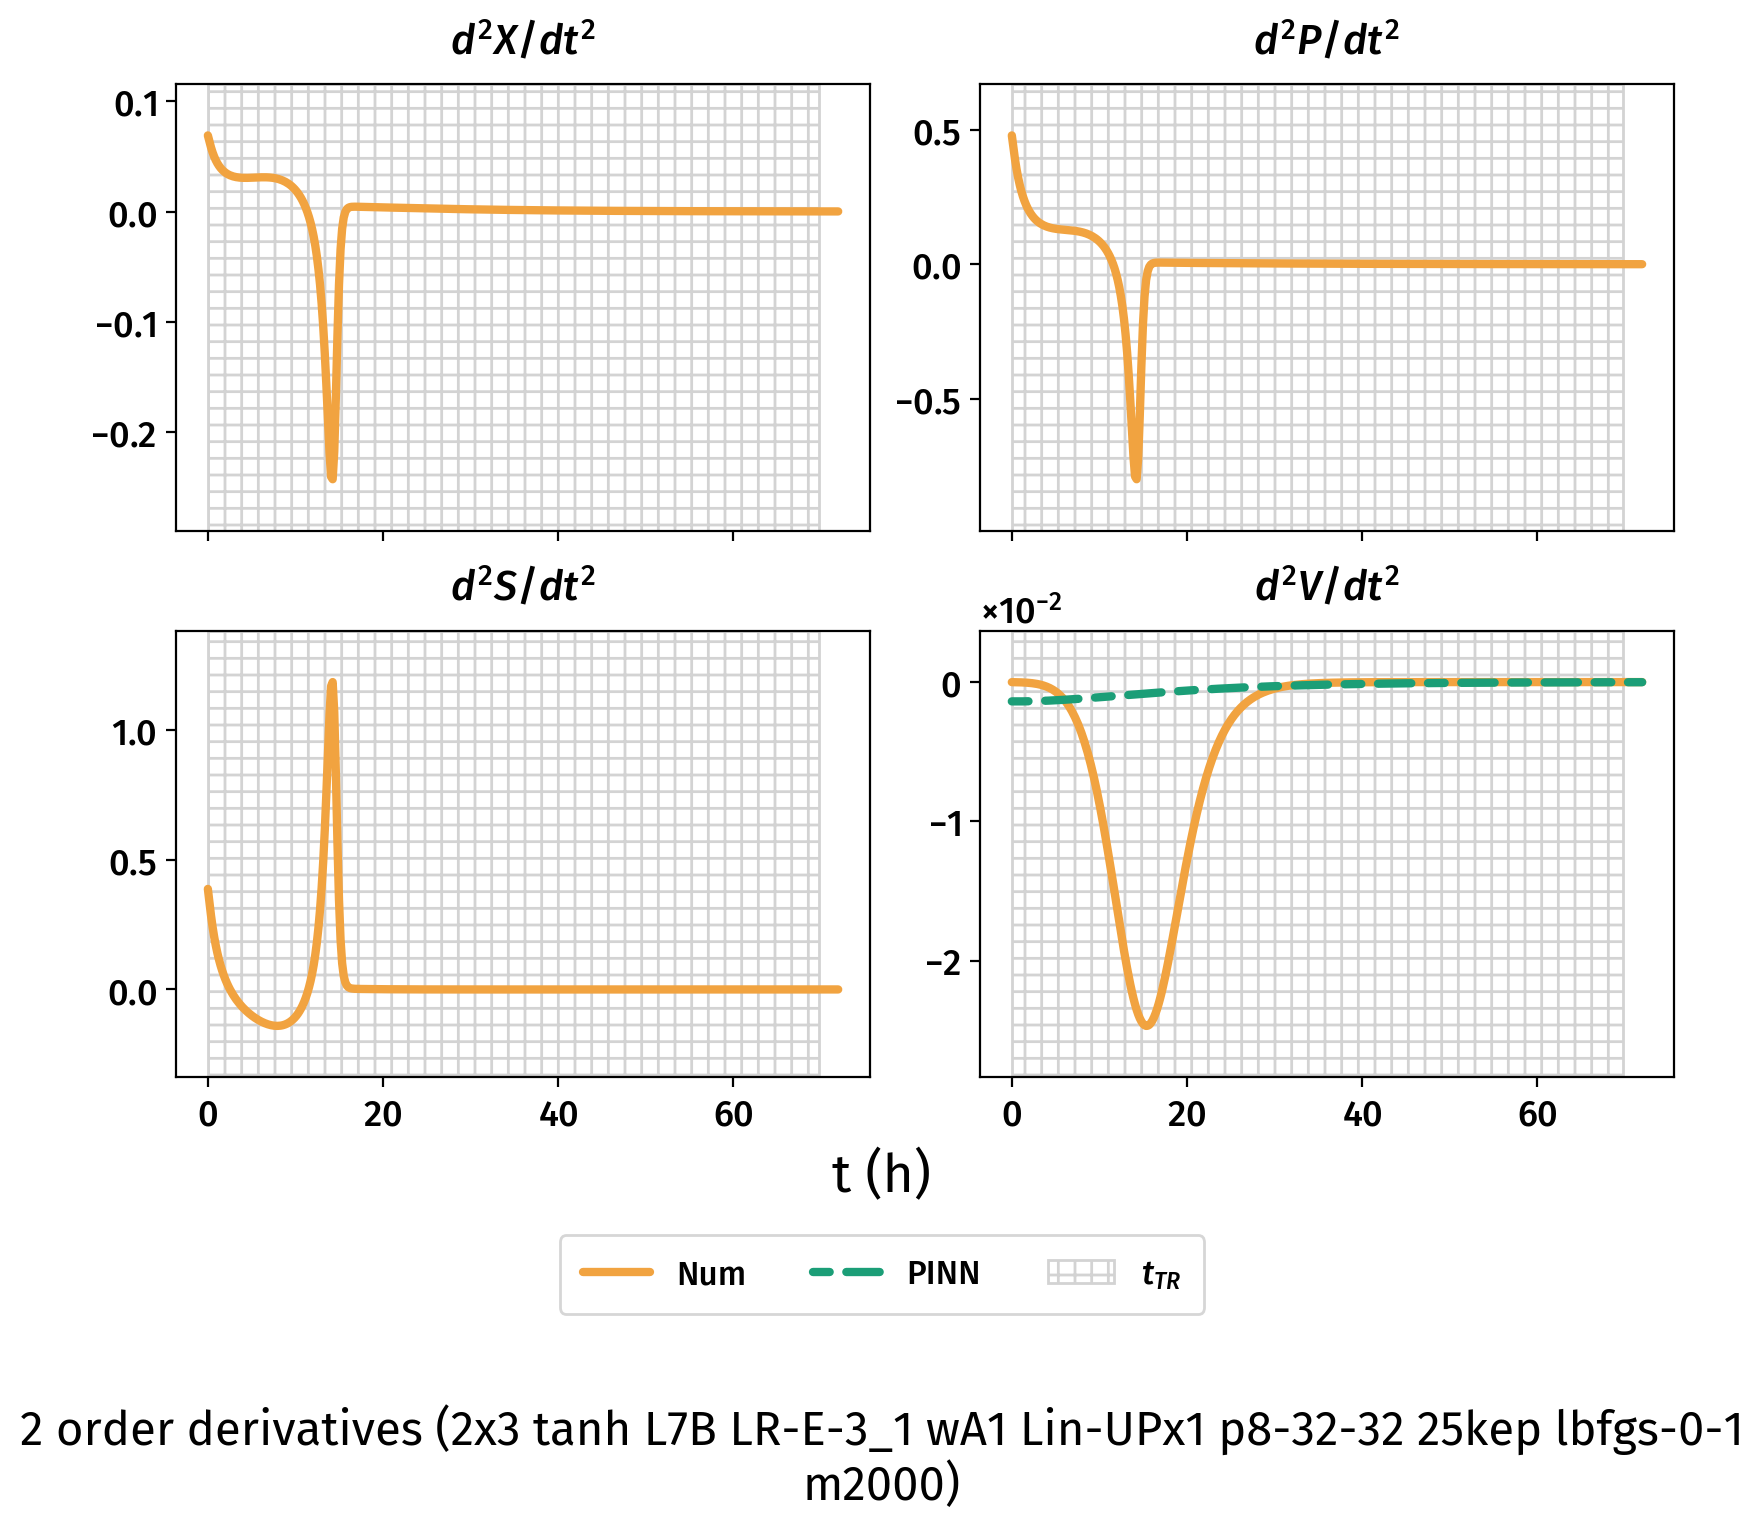 d²X/dt²
d²P/dt²
0.1
0.0
−0.1
−0.2
0.5
0.0
−0.5
d²S/dt²
d²V/dt²
×10⁻²
1.0
0.5
0.0
0
−1
−2
0 20 40 60
0 20 40 60
t (h)
Num PINN t_TR
2 order derivatives (2x3 tanh L7B LR-E-3_1 wA1 Lin-UPx1 p8-32-32 25kep lbfgs-0-1
m2000)